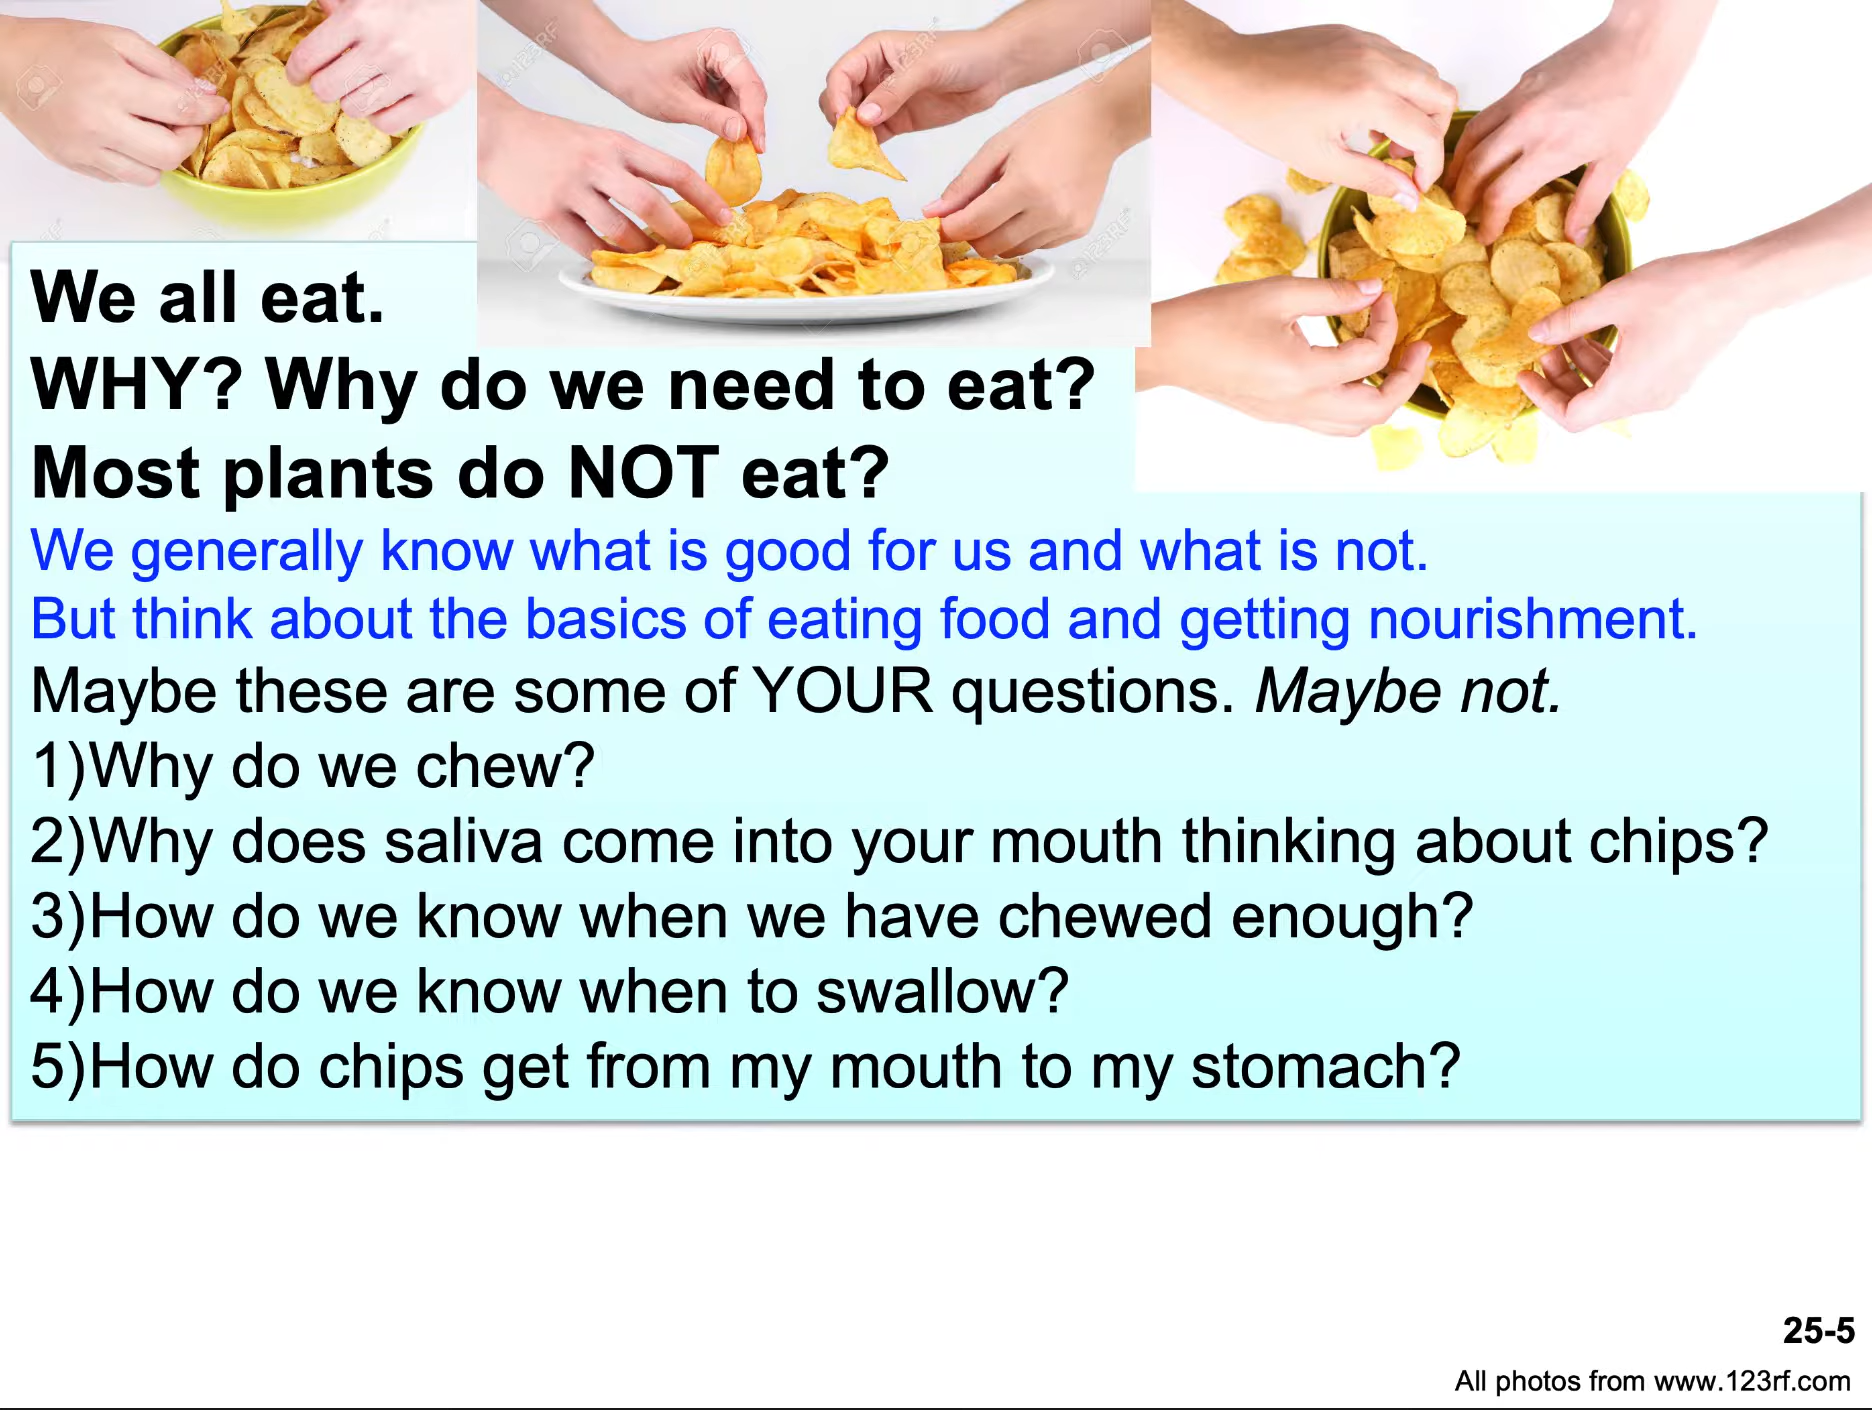 We all eat.
WHY? Why do we need to eat?
Most plants do NOT eat?
We generally know what is good for us and what is not.
But think about the basics of eating food and getting nourishment.
Maybe these are some of YOUR questions. Maybe not.
1)Why do we chew?
2)Why does saliva come into your mouth thinking about chips?
3)How do we know when we have chewed enough?
4)How do we know when to swallow?
5)How do chips get from my mouth to my stomach?
25-5
All photos from www.123rf.com